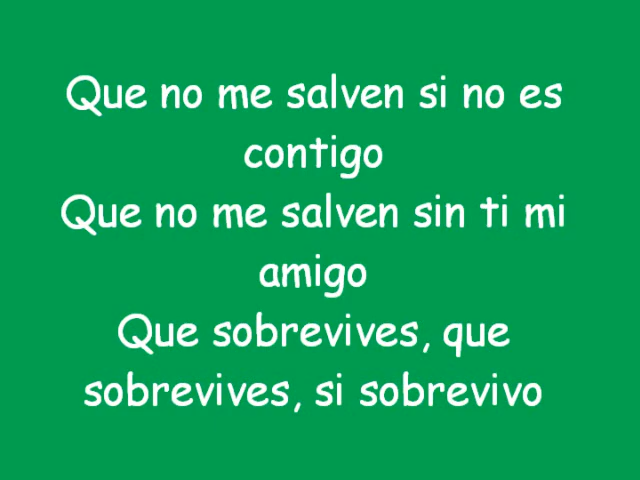 Que no me salven si no es
contigo
Que no me salven sin ti mi
amigo
Que sobrevives, que
sobrevives, si sobrevivo